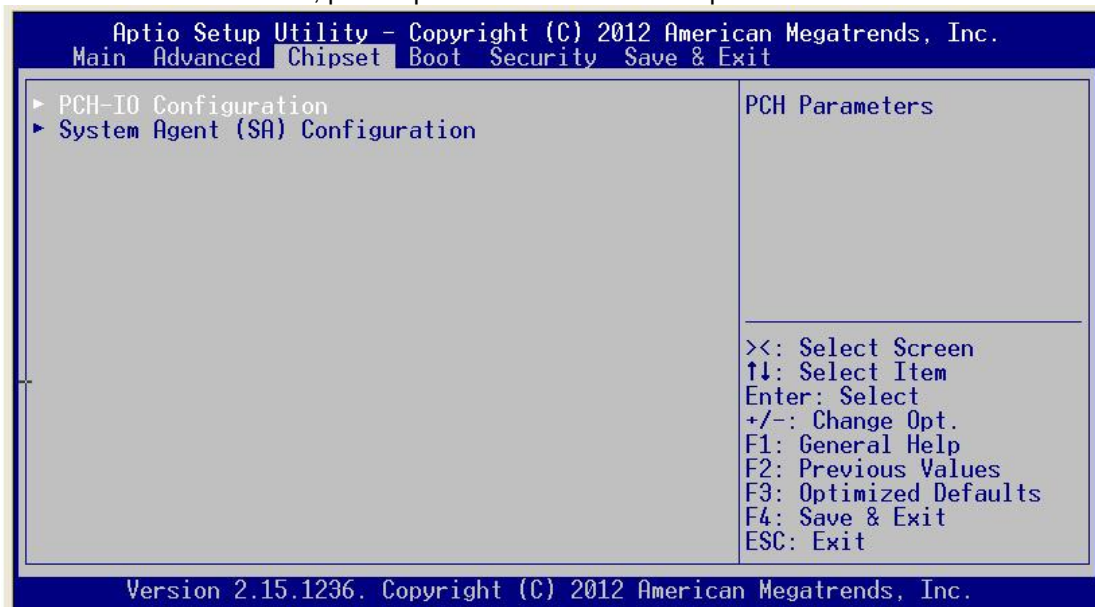 Aptio Setup Utility – Copyright (C) 2012 American Megatrends, Inc.
Main Advanced Chipset Boot Security Save & Exit
► PCH-IO Configuration
► System Agent (SA) Configuration
PCH Parameters
><: Select Screen
↑↓: Select Item
Enter: Select
+/-: Change Opt.
F1: General Help
F2: Previous Values
F3: Optimized Defaults
F4: Save & Exit
ESC: Exit
Version 2.15.1236. Copyright (C) 2012 American Megatrends, Inc.